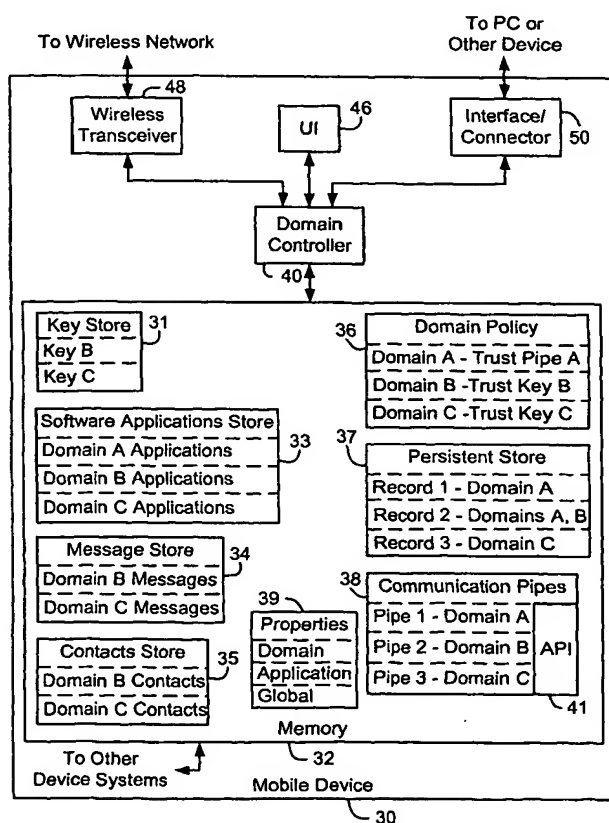 To Wireless Network
To PC or
Other Device
48
Wireless
Transceiver
46
UI
Interface/
Connector
50
Domain
Controller
40
Key Store
Key B
Key C
31
36
Domain Policy
Domain A - Trust Pipe A
Domain B -Trust Key B
Domain C -Trust Key C
Software Applications Store
Domain A Applications
Domain B Applications
Domain C Applications
33
37
Persistent Store
Record 1 - Domain A
Record 2 - Domains A, B
Record 3 - Domain C
Message Store
Domain B Messages
Domain C Messages
34
38
Communication Pipes
Pipe 1 - Domain A
Pipe 2 - Domain B
Pipe 3 - Domain C
API
41
39
Properties
Domain
Application
Global
Contacts Store
Domain B Contacts
Domain C Contacts
35
Memory
32
To Other
Device Systems
Mobile Device
30